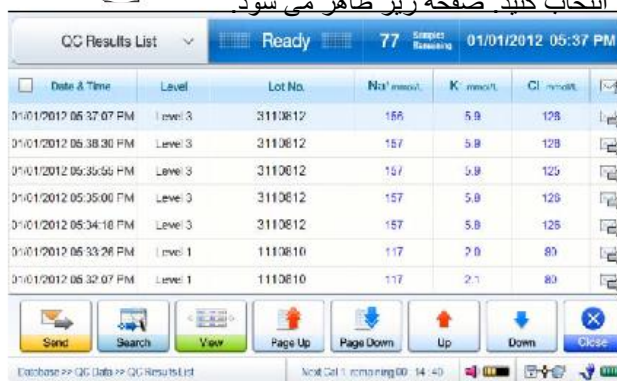 انتخاب کنید. صفحه زیر ظاهر می شود.
QC Results List Ready 77 Samples Remaining 01/01/2012 05:37 PM
Date & Time Level Lot No. Na⁺ mmol/L K⁺ mmol/L Cl⁻ mmol/L
01/01/2012 05:37:07 PM Level 3 3110812 156 5.9 126
01/01/2012 05:38:30 PM Level 3 3110812 157 5.9 128
01/01/2012 05:35:55 PM Level 3 3110812 157 5.9 125
01/01/2012 05:35:00 PM Level 3 3110812 157 5.8 126
01/01/2012 05:34:18 PM Level 3 3110812 157 5.8 126
01/01/2012 05:33:26 PM Level 1 1110810 117 2.0 80
01/01/2012 05:32:07 PM Level 1 1110810 117 2.1 80
Send Search View Page Up Page Down Up Down Close
Database >> QC Data >> QC Results List Next Cal 1 remaining 00 : 14 : 40